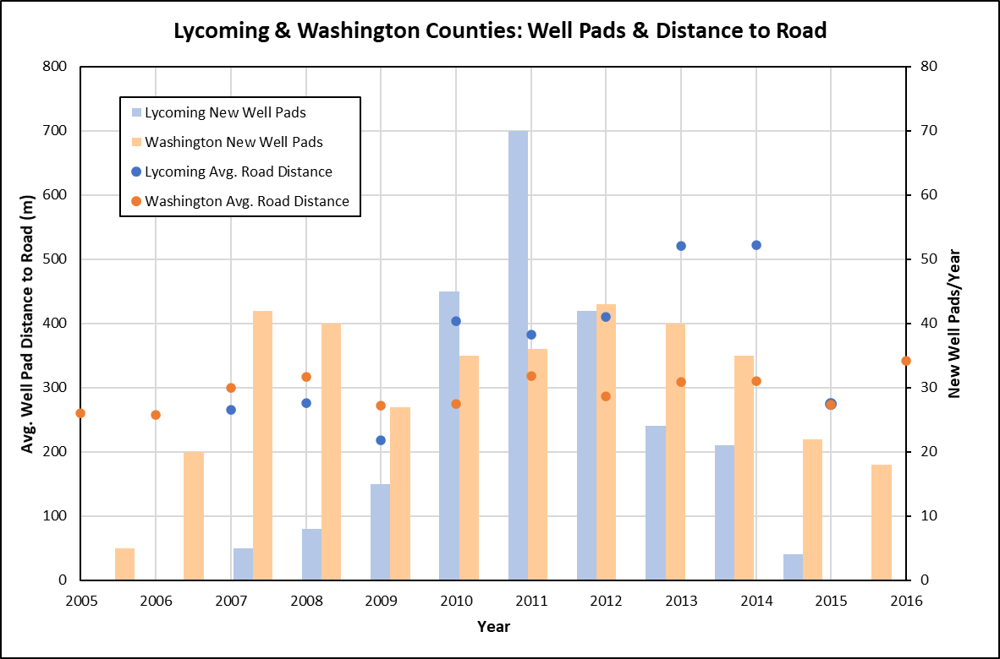 Lycoming & Washington Counties: Well Pads & Distance to Road
Lycoming New Well Pads
Washington New Well Pads
Lycoming Avg. Road Distance
Washington Avg. Road Distance
Avg. Well Pad Distance to Road (m)
800
700
600
500
400
300
200
100
0
80
70
60
50
40
30
20
10
0
New Well Pads/Year
2005 2006 2007 2008 2009 2010 2011 2012 2013 2014 2015 2016
Year